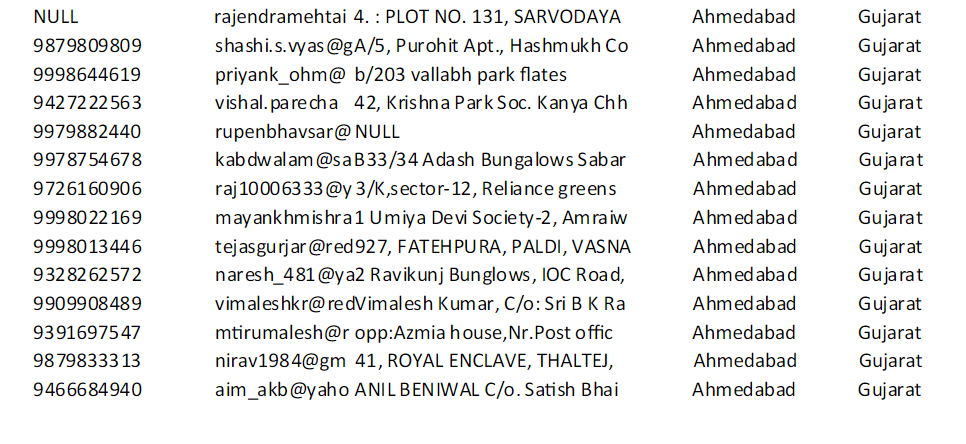 NULL rajendramehtai 4. : PLOT NO. 131, SARVODAYA Ahmedabad Gujarat
9879809809 shashi.s.vyas@gA/5, Purohit Apt., Hashmukh Co Ahmedabad Gujarat
9998644619 priyank_ohm@ b/203 vallabh park flates Ahmedabad Gujarat
9427222563 vishal.parecha 42, Krishna Park Soc. Kanya Chh Ahmedabad Gujarat
9979882440 rupenbhavsar@ NULL Ahmedabad Gujarat
9978754678 kabdwalam@saB33/34 Adash Bungalows Sabar Ahmedabad Gujarat
9726160906 raj10006333@y 3/K,sector-12, Reliance greens Ahmedabad Gujarat
9998022169 mayankhmishra1 Umiya Devi Society-2, Amraiw Ahmedabad Gujarat
9998013446 tejasgurjar@red927, FATEHPURA, PALDI, VASNA Ahmedabad Gujarat
9328262572 naresh_481@ya2 Ravikunj Bunglows, IOC Road, Ahmedabad Gujarat
9909908489 vimaleshkr@redVimalesh Kumar, C/o: Sri B K Ra Ahmedabad Gujarat
9391697547 mtirumalesh@r opp:Azmia house,Nr.Post offic Ahmedabad Gujarat
9879833313 nirav1984@gm 41, ROYAL ENCLAVE, THALTEJ, Ahmedabad Gujarat
9466684940 aim_akb@yaho ANIL BENIWAL C/o. Satish Bhai Ahmedabad Gujarat